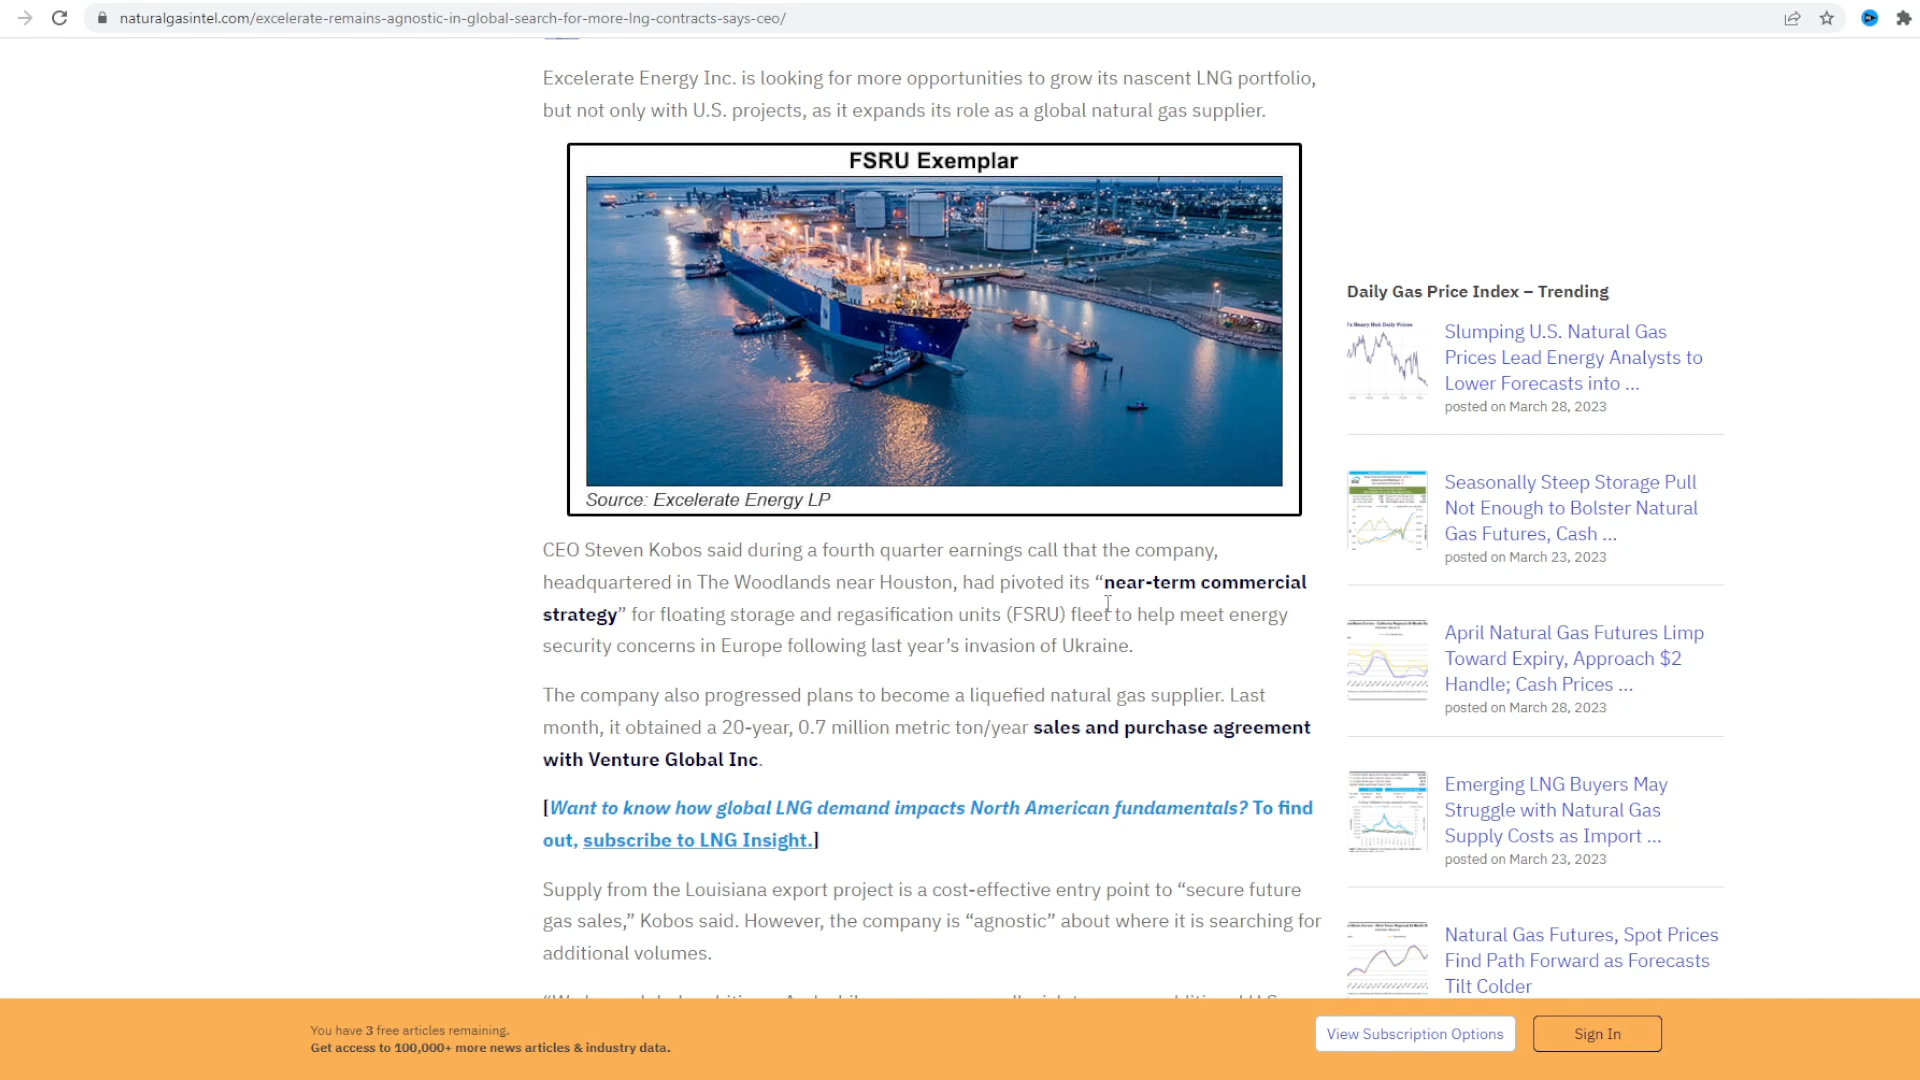 naturalgasintel.com/excelerate-remains-agnostic-in-global-search-for-more-lng-contracts-says-ceo/
Excelerate Energy Inc. is looking for more opportunities to grow its nascent LNG portfolio,
but not only with U.S. projects, as it expands its role as a global natural gas supplier.
FSRU Exemplar
Source: Excelerate Energy LP
CEO Steven Kobos said during a fourth quarter earnings call that the company,
headquartered in The Woodlands near Houston, had pivoted its “near-term commercial
strategy” for floating storage and regasification units (FSRU) fleet to help meet energy
security concerns in Europe following last year’s invasion of Ukraine.
The company also progressed plans to become a liquefied natural gas supplier. Last
month, it obtained a 20-year, 0.7 million metric ton/year sales and purchase agreement
with Venture Global Inc.
[Want to know how global LNG demand impacts North American fundamentals? To find
out, subscribe to LNG Insight.]
Supply from the Louisiana export project is a cost-effective entry point to “secure future
gas sales,” Kobos said. However, the company is “agnostic” about where it is searching for
additional volumes.
Daily Gas Price Index – Trending
Slumping U.S. Natural Gas
Prices Lead Energy Analysts to
Lower Forecasts into ...
posted on March 28, 2023
Seasonally Steep Storage Pull
Not Enough to Bolster Natural
Gas Futures, Cash ...
posted on March 23, 2023
April Natural Gas Futures Limp
Toward Expiry, Approach $2
Handle; Cash Prices ...
posted on March 28, 2023
Emerging LNG Buyers May
Struggle with Natural Gas
Supply Costs as Import ...
posted on March 23, 2023
Natural Gas Futures, Spot Prices
Find Path Forward as Forecasts
Tilt Colder
You have 3 free articles remaining.
Get access to 100,000+ more news articles & industry data.
View Subscription Options
Sign In